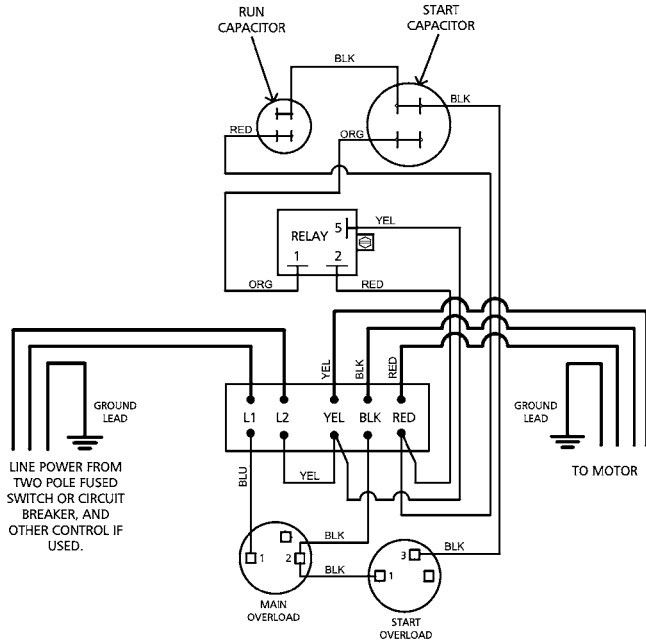 RUN
CAPACITOR
START
CAPACITOR
BLK
BLK
RED
ORG
RELAY
5
YEL
1
2
ORG
RED
YEL
BLK
RED
GROUND
LEAD
L1
L2
YEL
BLK
RED
GROUND
LEAD
LINE POWER FROM
TWO POLE FUSED
SWITCH OR CIRCUIT
BREAKER, AND
OTHER CONTROL IF
USED.
TO MOTOR
BLU
YEL
BLK
1
2
3
BLK
BLK
1
MAIN
OVERLOAD
START
OVERLOAD